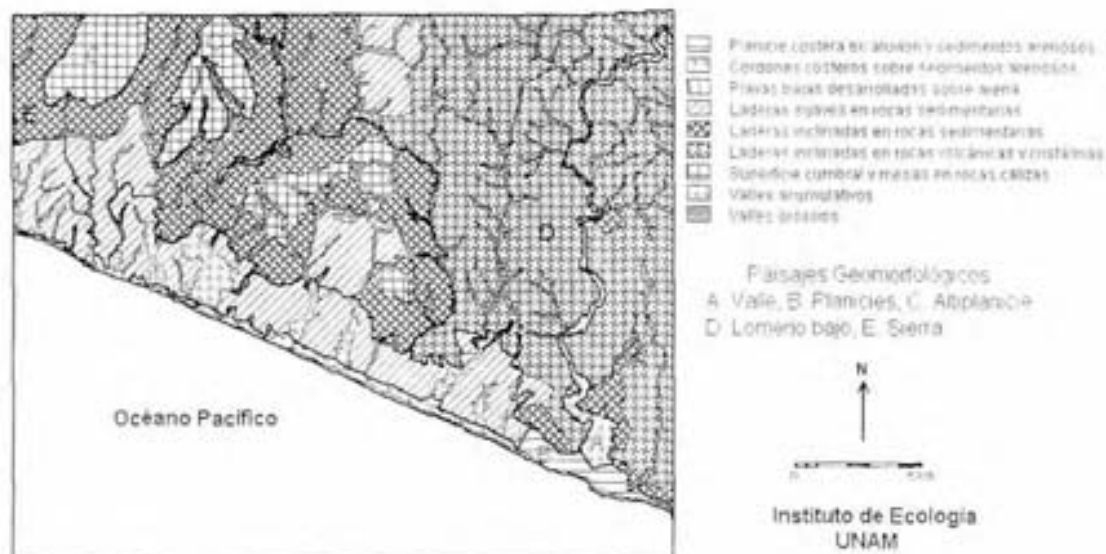 Planicie costera en aluvión y sedimentos arenosos
Cordones costeros sobre sedimentos arenosos
Playas bajas desarrolladas sobre arena
Laderas suaves en rocas sedimentarias
Laderas inclinadas en rocas sedimentarias
Laderas inclinadas en rocas volcánicas y cristalinas
Superficie cumbral y mesas en rocas calizas
Valles acumulativos
Valles erosivos
E
D
Paisajes Geomorfológicos
A. Valle, B. Planicies, C. Altiplanicie
D. Lomerío bajo, E. Sierra
N
Océano Pacífico
0
Instituto de Ecología
UNAM